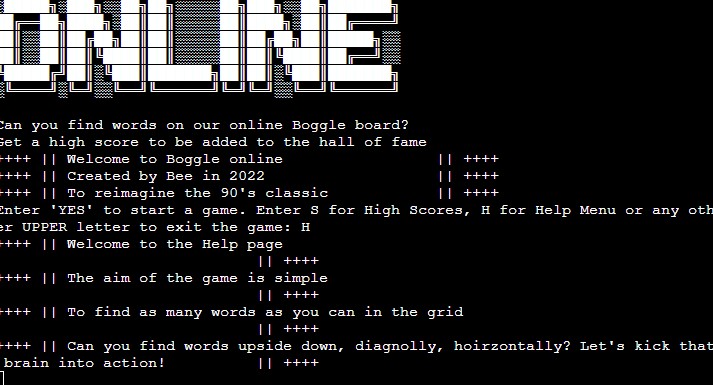 ONLINE
Can you find words on our online Boggle board?
Get a high score to be added to the hall of fame
++++ || Welcome to Boggle online || ++++
++++ || Created by Bee in 2022 || ++++
++++ || To reimagine the 90's classic || ++++
Enter 'YES' to start a game. Enter S for High Scores, H for Help Menu or any oth
er UPPER letter to exit the game: H
++++ || Welcome to the Help page
|| ++++
++++ || The aim of the game is simple
|| ++++
++++ || To find as many words as you can in the grid
|| ++++
++++ || Can you find words upside down, diagnolly, hoirzontally? Let's kick that
brain into action! || ++++